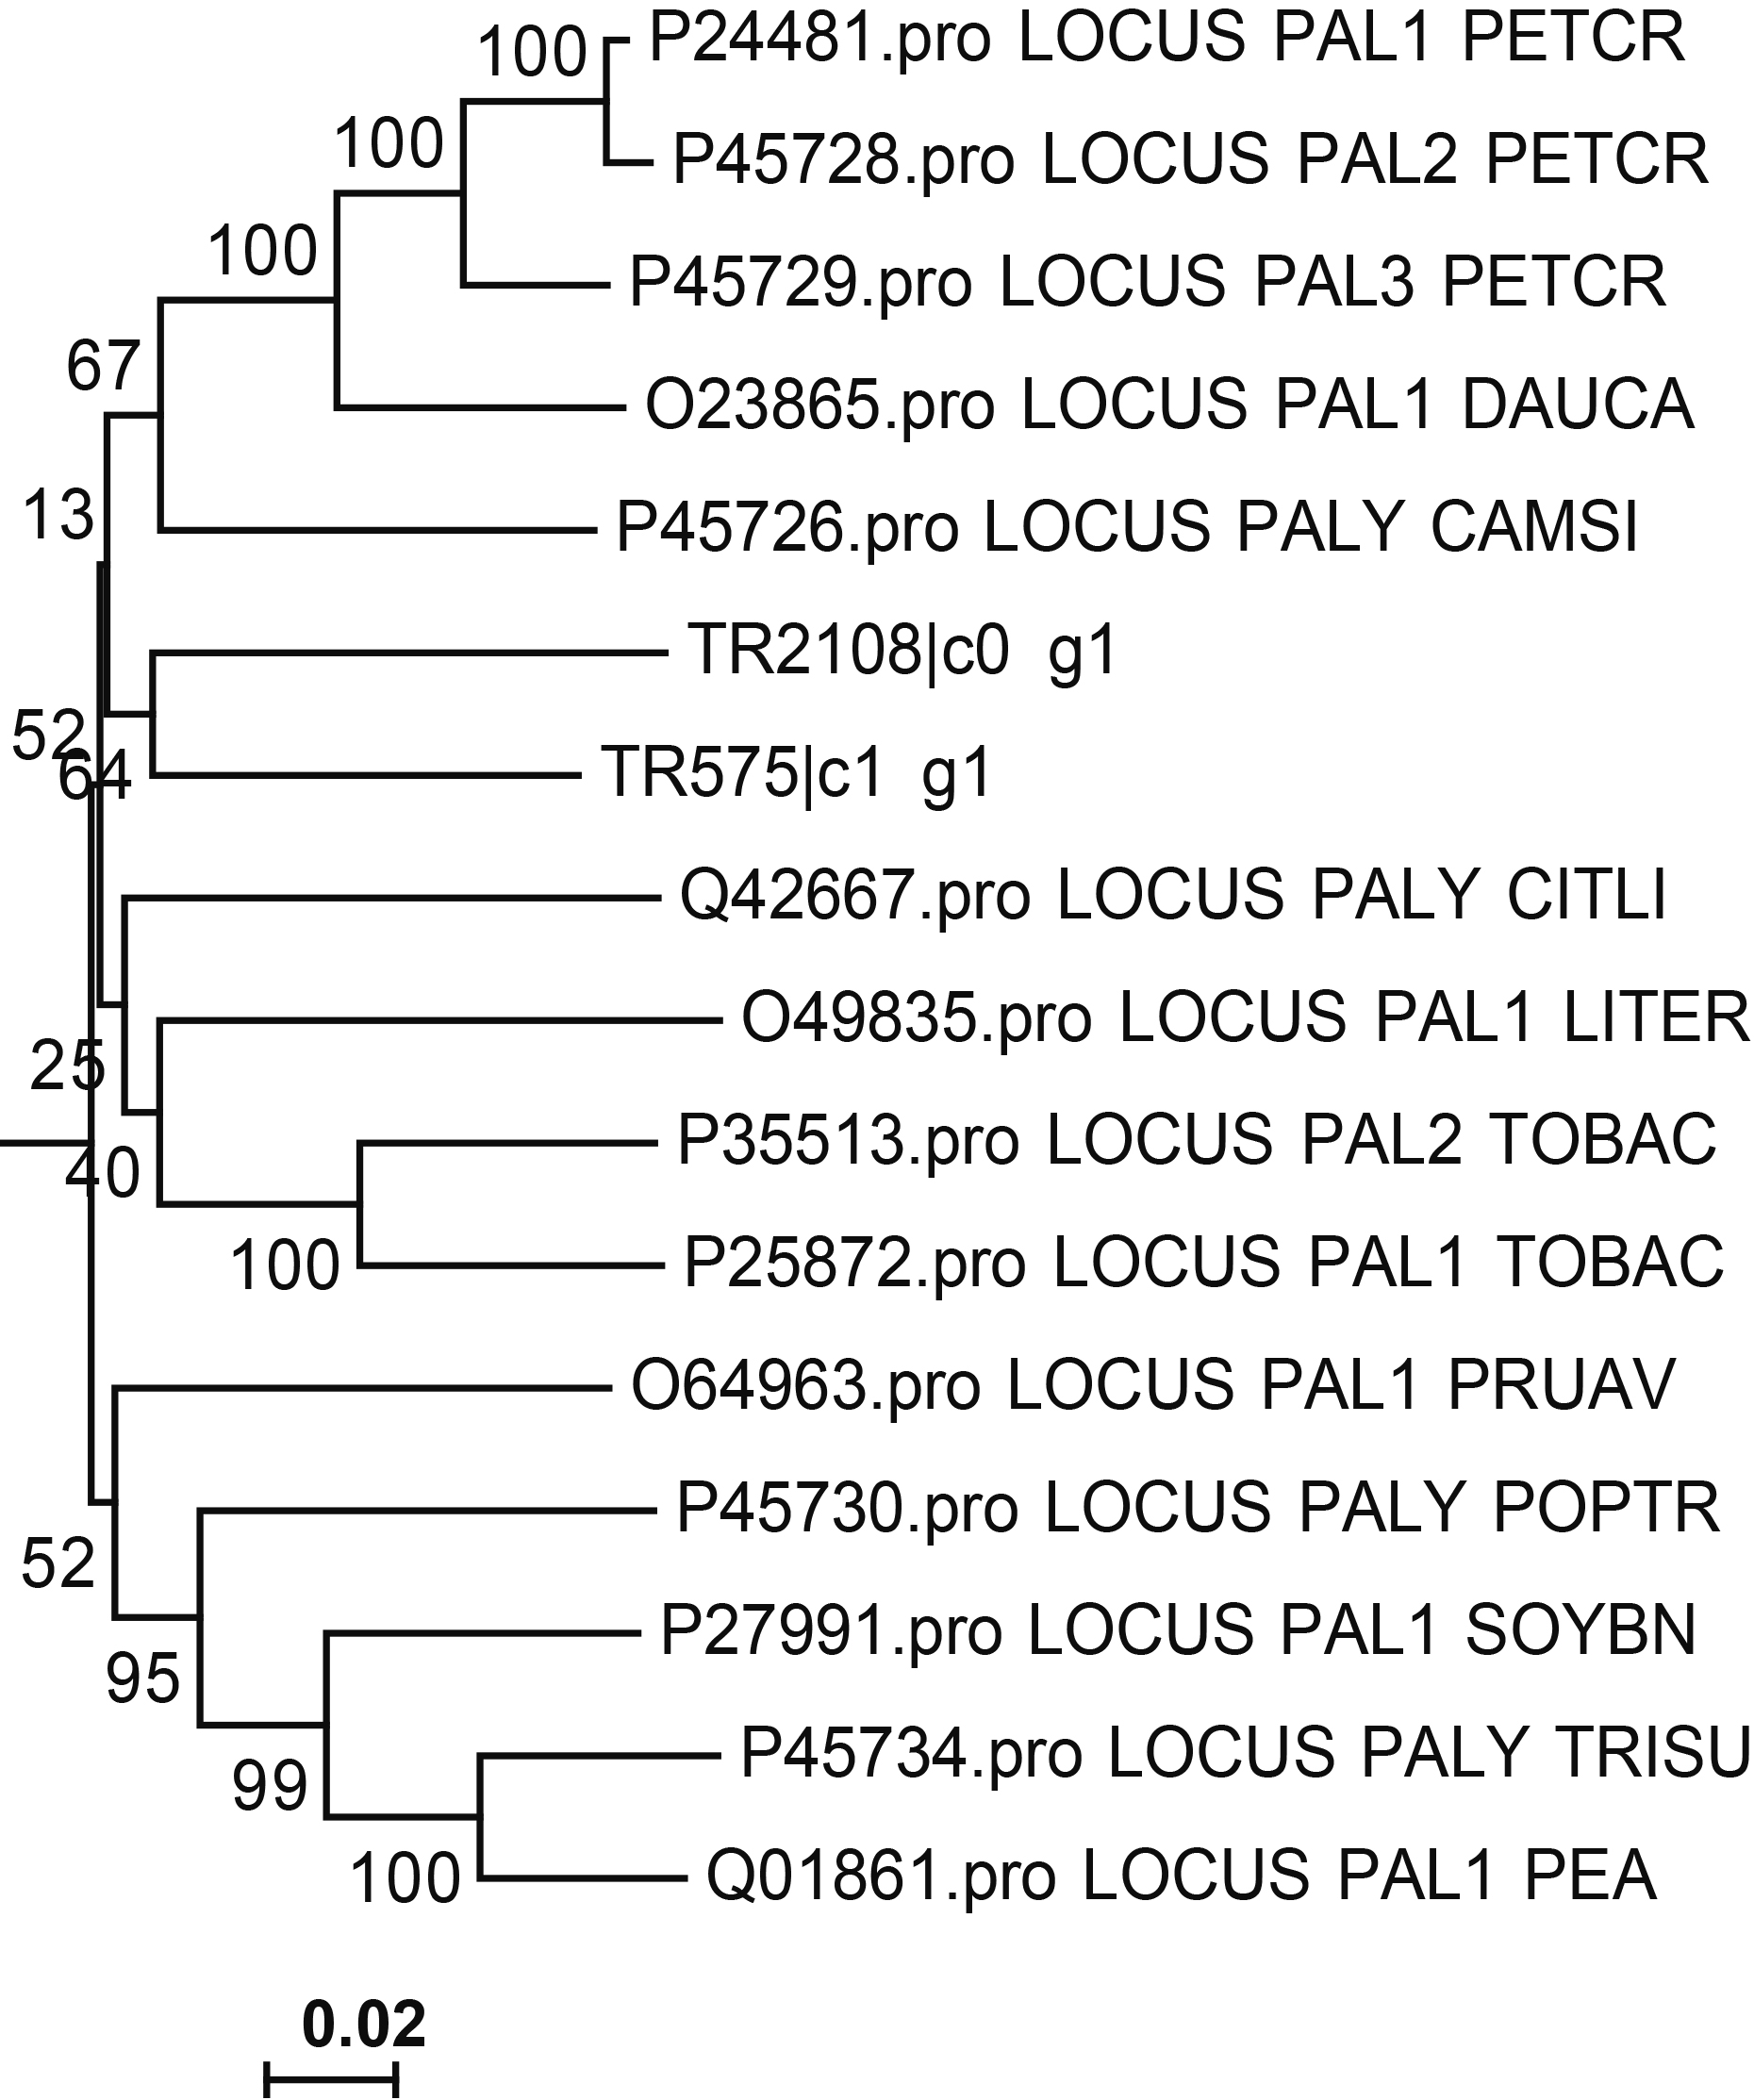 P24481.pro LOCUS PAL1 PETCR
100
P45728.pro LOCUS PAL2 PETCR
100
P45729.pro LOCUS PAL3 PETCR
100
O23865.pro LOCUS PAL1 DAUCA
67
P45726.pro LOCUS PALY CAMSI
13
TR2108|c0 g1
52
TR575|c1 g1
64
Q42667.pro LOCUS PALY CITLI
O49835.pro LOCUS PAL1 LITER
25
P35513.pro LOCUS PAL2 TOBAC
40
P25872.pro LOCUS PAL1 TOBAC
100
O64963.pro LOCUS PAL1 PRUAV
P45730.pro LOCUS PALY POPTR
52
P27991.pro LOCUS PAL1 SOYBN
95
P45734.pro LOCUS PALY TRISU
99
Q01861.pro LOCUS PAL1 PEA
100
0.02